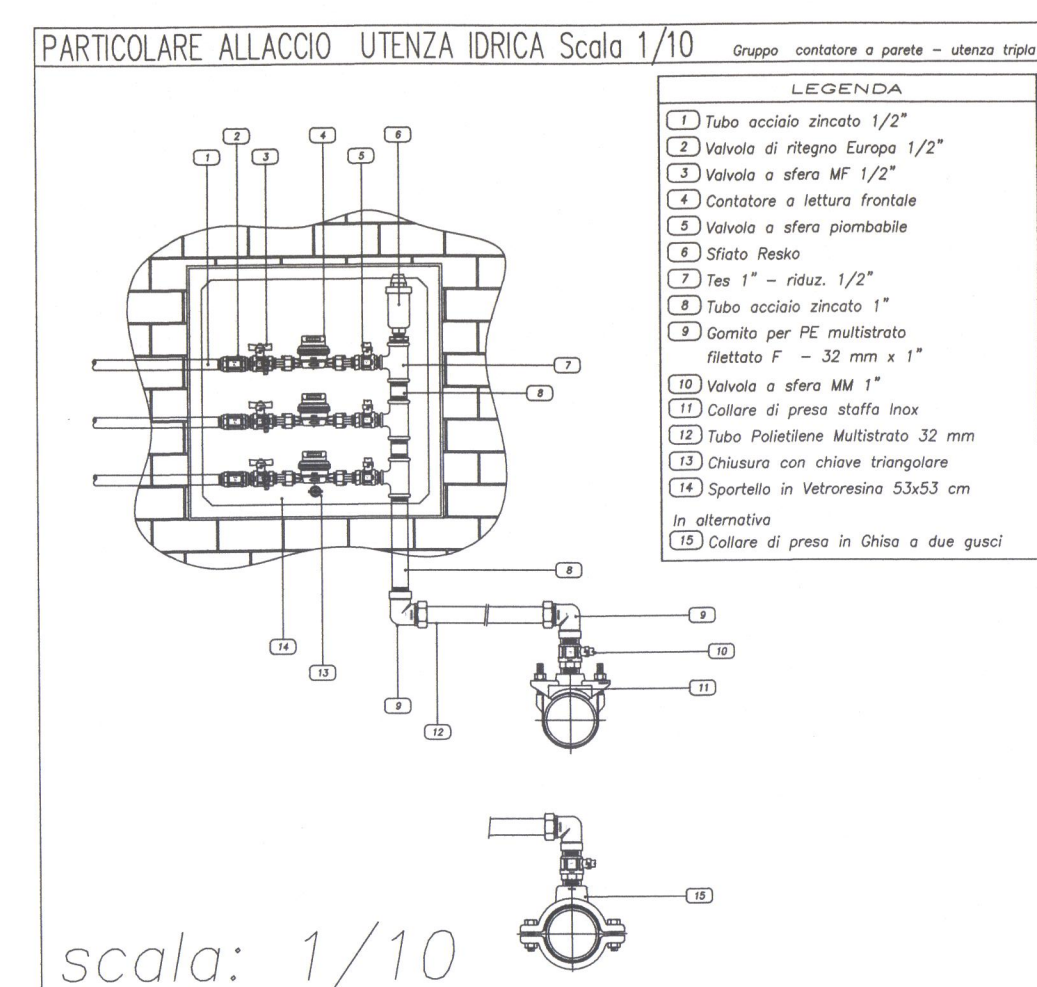 PARTICOLARE ALLACCIO UTENZA IDRICA Scala 1/10
Gruppo contatore a parete - utenza tripla
LEGENDA
1 Tubo acciaio zincato 1/2"
2 Valvola di ritegno Europa 1/2"
3 Valvola a sfera MF 1/2"
4 Contatore a lettura frontale
5 Valvola a sfera piombabile
6 Sfiato Resko
7 Tes 1" - riduz. 1/2"
8 Tubo acciaio zincato 1"
9 Gomito per PE multistrato
filettato F - 32 mm x 1"
10 Valvola a sfera MM 1"
11 Collare di presa staffa Inox
12 Tubo Polietilene Multistrato 32 mm
13 Chiusura con chiave triangolare
14 Sportello in Vetroresina 53x53 cm
In alternativa
15 Collare di presa in Ghisa a due gusci
2 4 6
1 3 5
7
8
8
9
14
10
13
11
9
12
15
scala: 1/10